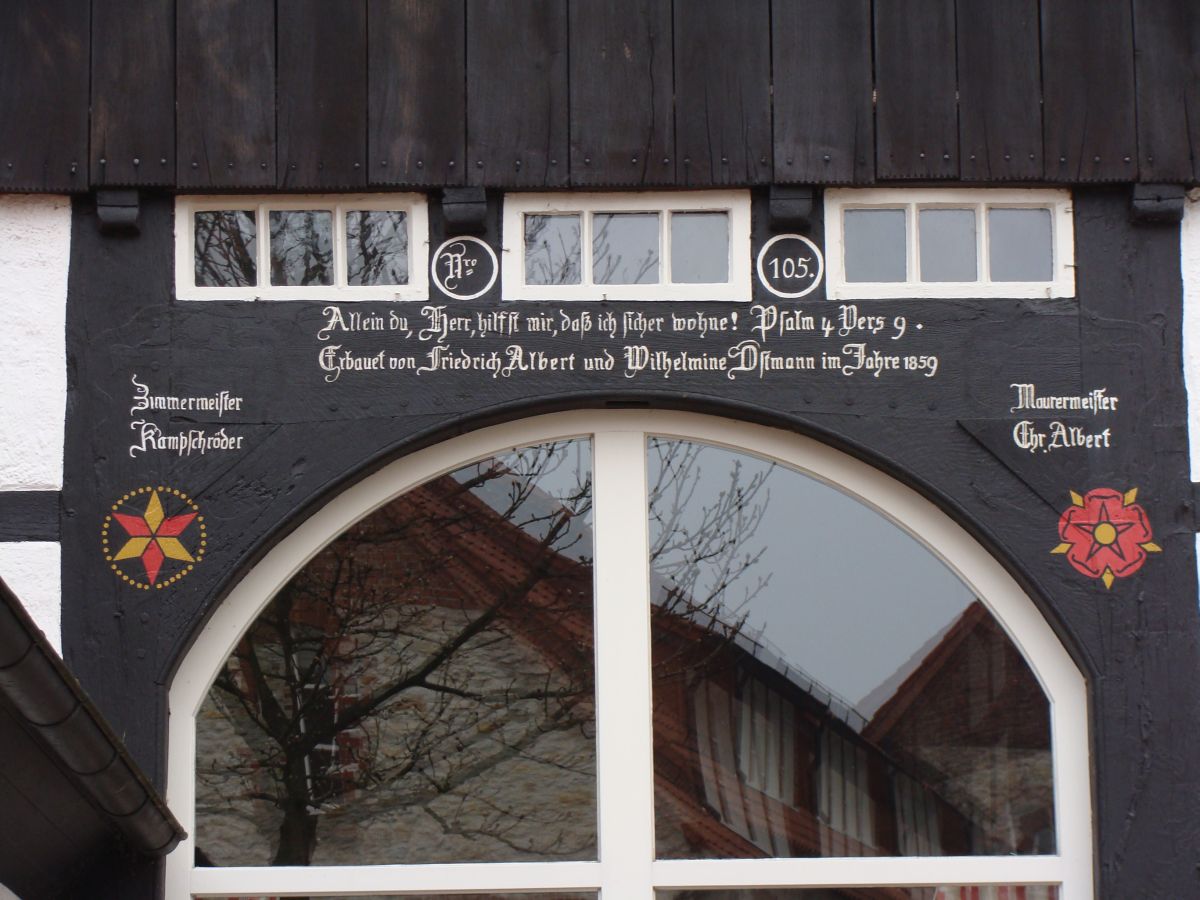 Nro
105.
Allein du, Herr, hilfst mir, daß ich sicher wohne! Psalm 4 Vers 9.
Erbauet von Friedrich Albert und Wilhelmine Ostmann im Jahre 1859
Zimmermeister
Kampschröder
Maurermeister
Chr. Albert